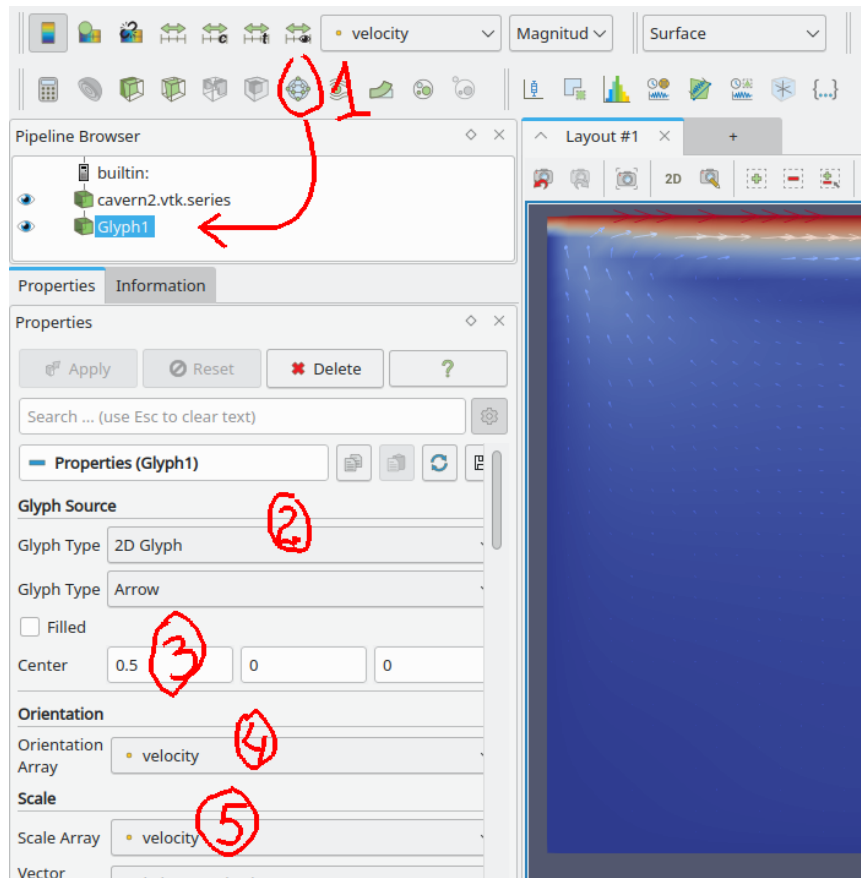 velocity Magnitud Surface
1
Pipeline Browser
Layout #1 +
builtin:
cavern2.vtk.series
2D
Glyph1
Properties Information
Properties
Apply Reset Delete ?
Search ... (use Esc to clear text)
Properties (Glyph1)
Glyph Source
2
Glyph Type 2D Glyph
Glyph Type Arrow
Filled
3
Center 0.5 0 0
Orientation
4
Orientation Array velocity
Scale
5
Scale Array velocity
Vector